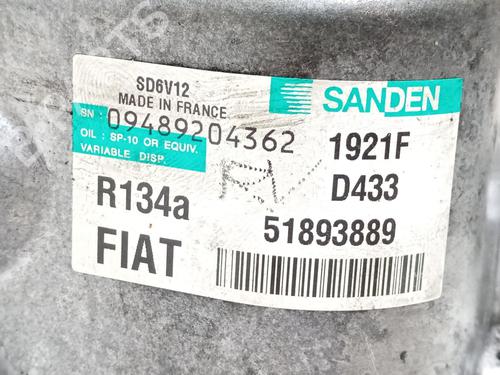 SD6V12
MADE IN FRANCE
SANDEN
SN: 09489204362
OIL : SP-10 OR EQUIV.
VARIABLE DISP.
1921F
D433
R134a
51893889
FIAT